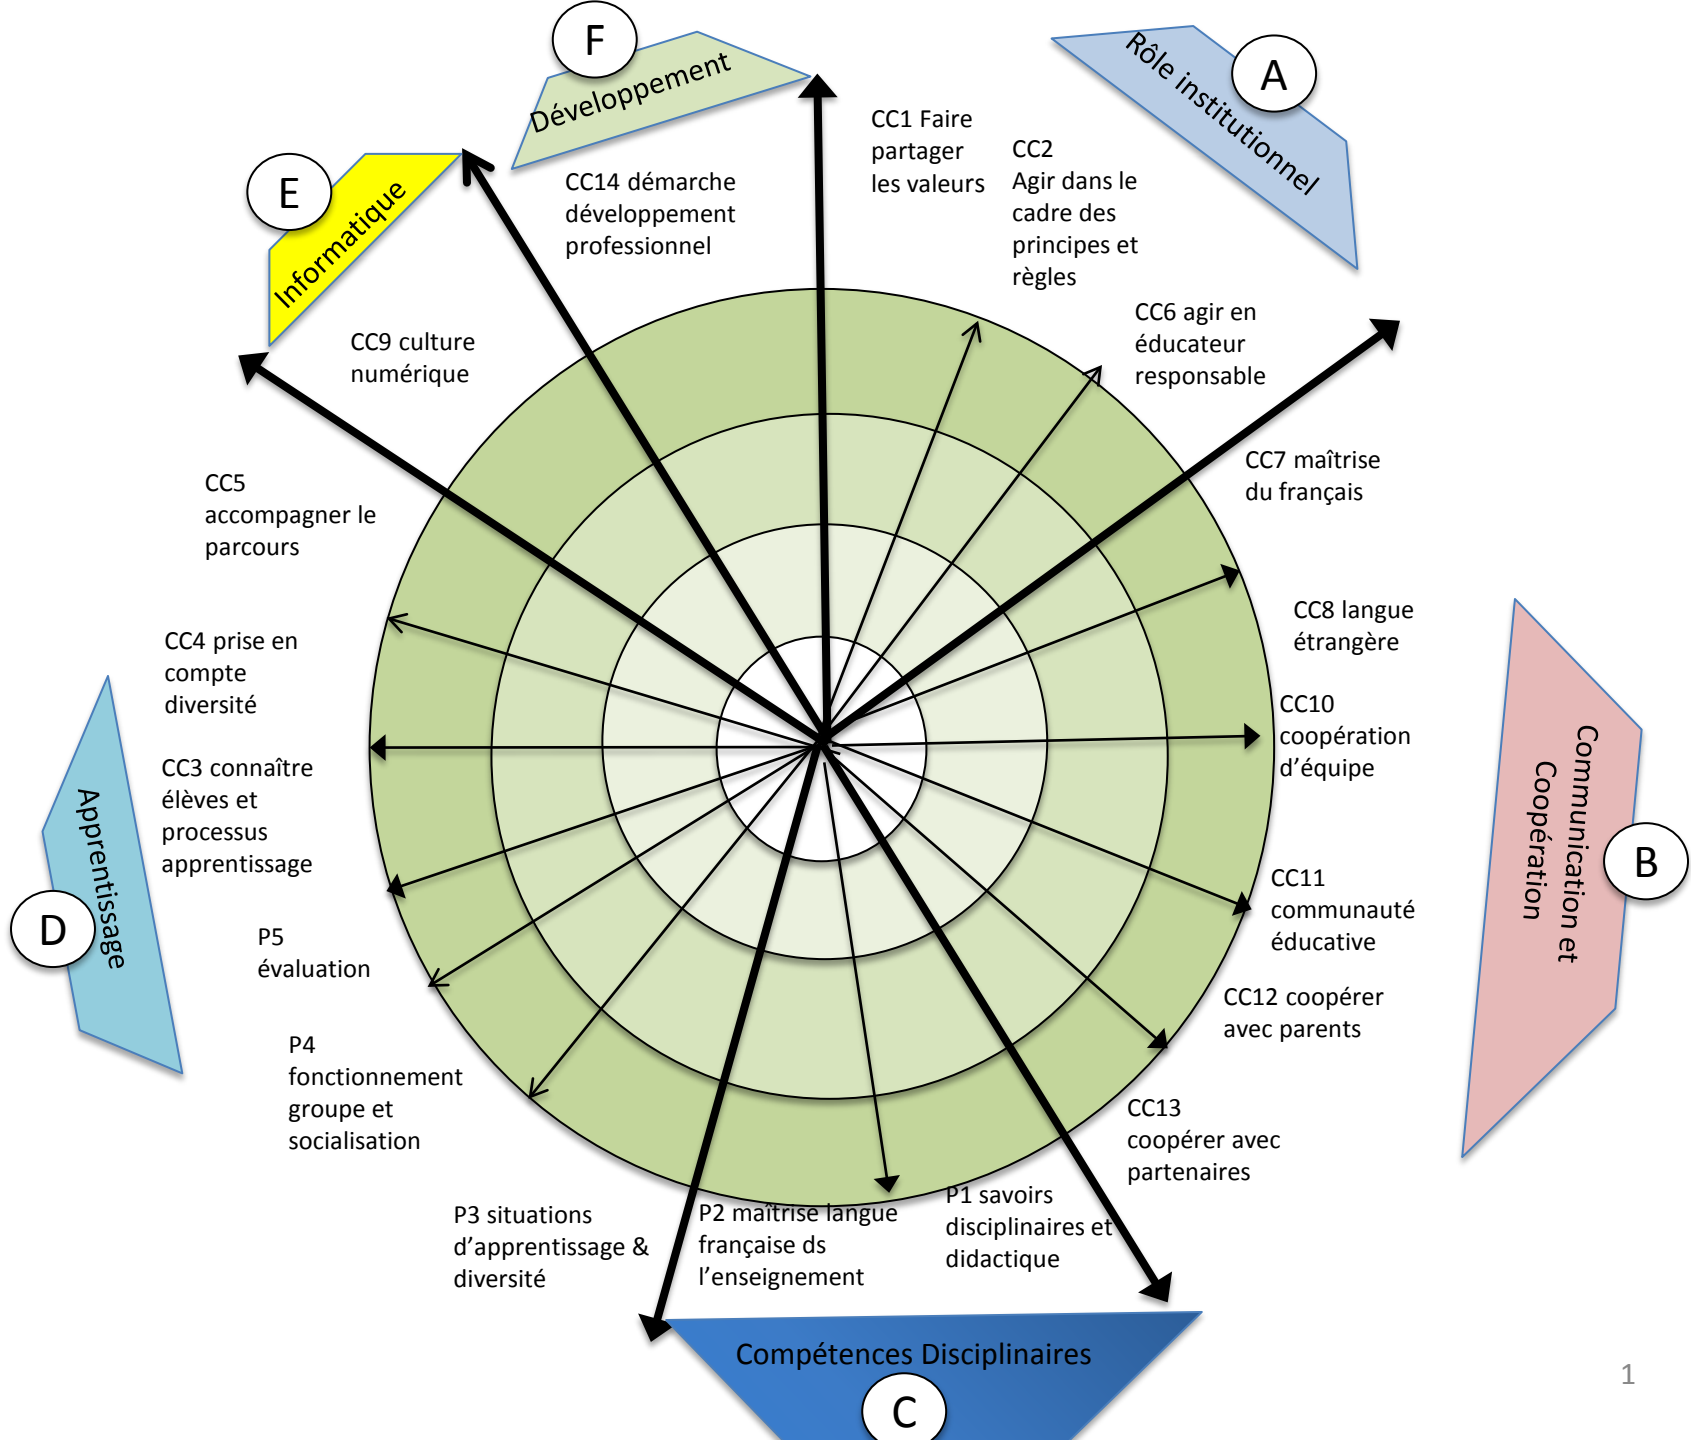 F
Développement
A
Rôle institutionnel
E
Informatique
CC1 Faire
partager
les valeurs
CC2
Agir dans le
cadre des
principes et
règles
CC14 démarche
développement
professionnel
CC6 agir en
éducateur
responsable
CC9 culture
numérique
CC7 maîtrise
du français
CC5
accompagner le
parcours
CC8 langue
étrangère
CC4 prise en
compte
diversité
CC10
coopération
d’équipe
Communication et
Coopération
B
CC3 connaître
élèves et
processus
apprentissage
Apprentissage
D
CC11
communauté
éducative
P5
évaluation
CC12 coopérer
avec parents
P4
fonctionnement
groupe et
socialisation
CC13
coopérer avec
partenaires
P1 savoirs
disciplinaires et
didactique
P2 maîtrise langue
française ds
l’enseignement
P3 situations
d’apprentissage &
diversité
Compétences Disciplinaires
C
1